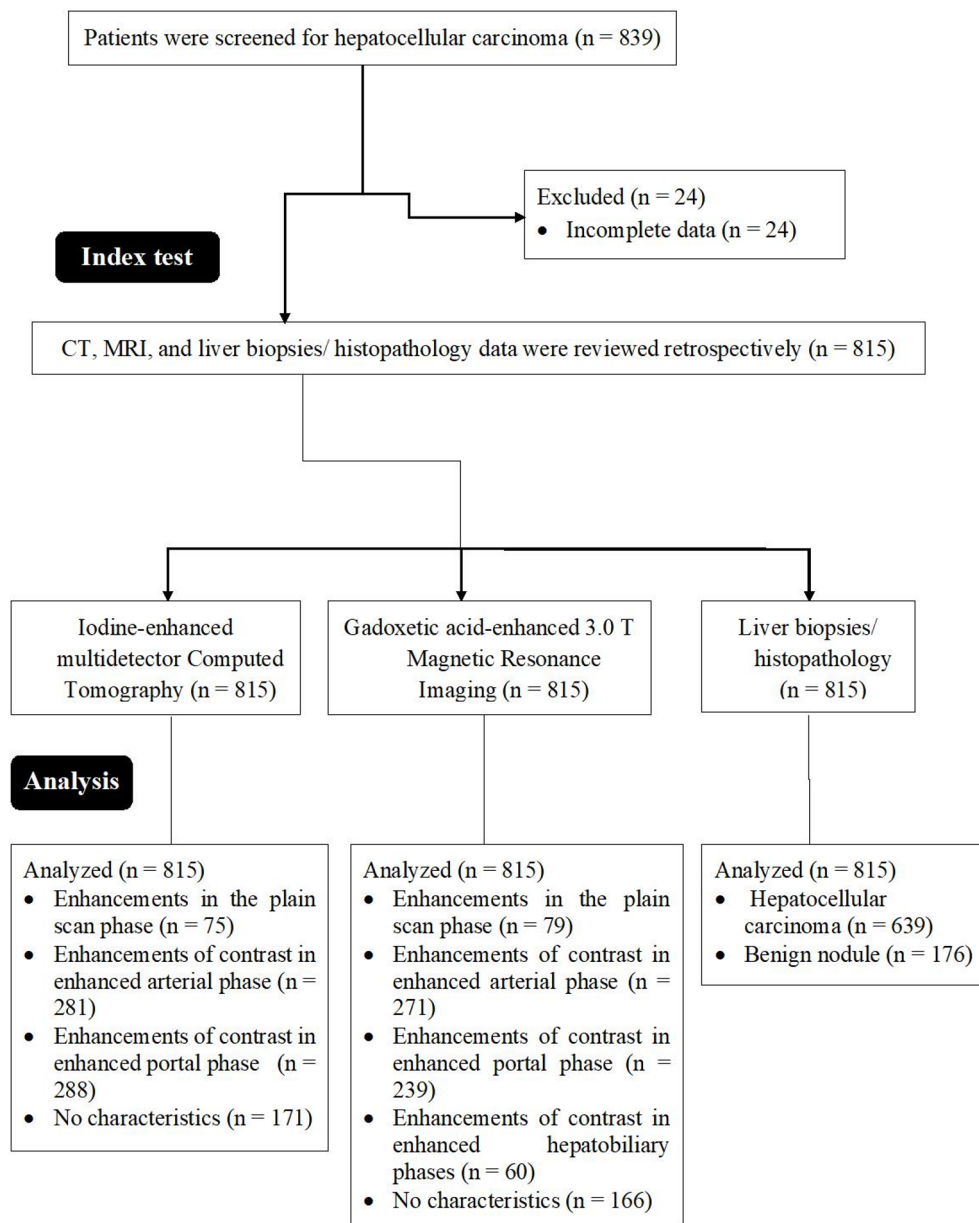 Patients were screened for hepatocellular carcinoma (n = 839)
Excluded (n = 24)
• Incomplete data (n = 24)
Index test
CT, MRI, and liver biopsies/ histopathology data were reviewed retrospectively (n = 815)
Iodine-enhanced
multidetector Computed
Tomography (n = 815)
Gadoxetic acid-enhanced 3.0 T
Magnetic Resonance
Imaging (n = 815)
Liver biopsies/
histopathology
(n = 815)
Analysis
Analyzed (n = 815)
• Enhancements in the plain
scan phase (n = 75)
• Enhancements of contrast in
enhanced arterial phase (n =
281)
• Enhancements of contrast in
enhanced portal phase (n =
288)
• No characteristics (n = 171)
Analyzed (n = 815)
• Enhancements in the plain
scan phase (n = 79)
• Enhancements of contrast in
enhanced arterial phase (n =
271)
• Enhancements of contrast in
enhanced portal phase (n =
239)
• Enhancements of contrast in
enhanced hepatobiliary
phases (n = 60)
• No characteristics (n = 166)
Analyzed (n = 815)
• Hepatocellular
carcinoma (n = 639)
• Benign nodule (n = 176)